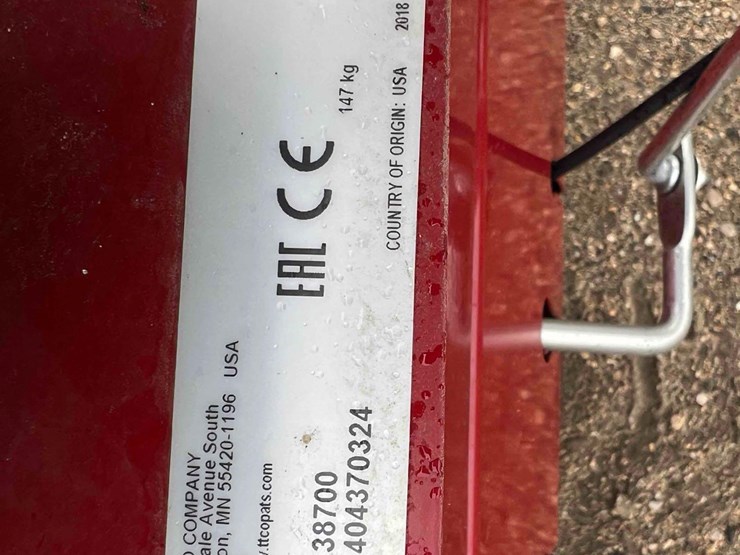 O COMPANY
ale Avenue South
on, MN 55420-1196 USA
.ttcopats.com
38700
404370324
EAC CE
147 kg
COUNTRY OF ORIGIN: USA 2018